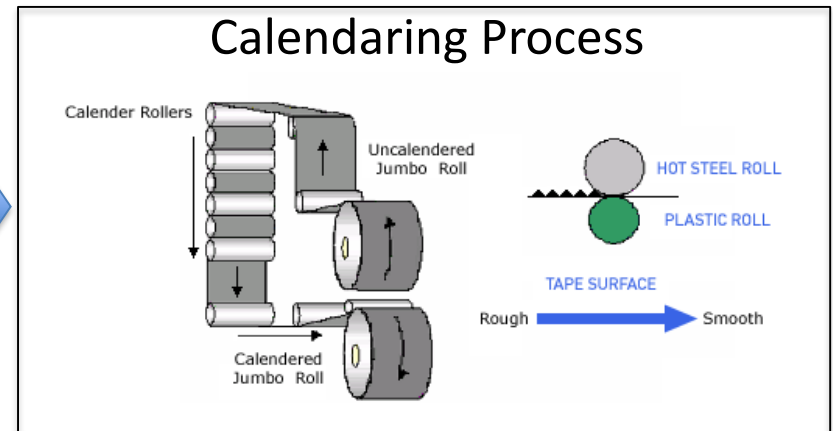 Calendaring Process
Calender Rollers
Uncalendered
Jumbo Roll
HOT STEEL ROLL
PLASTIC ROLL
TAPE SURFACE
Rough
Smooth
Calendered
Jumbo Roll